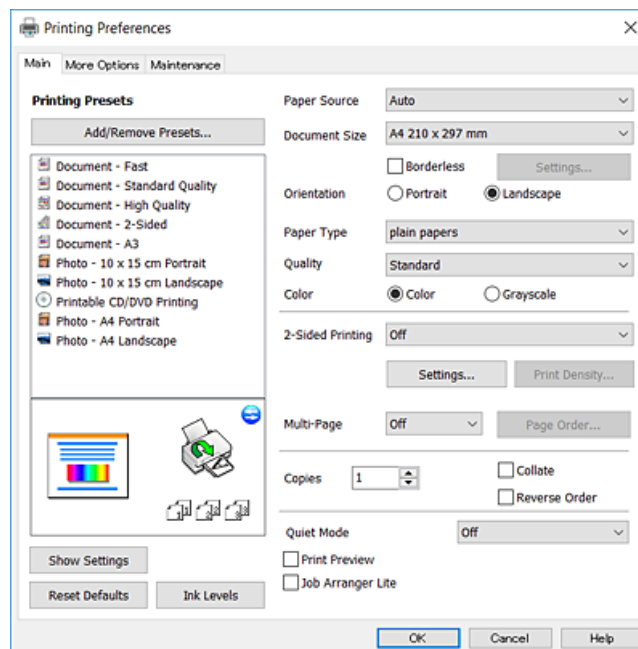 Printing Preferences
Main More Options Maintenance
Printing Presets
Add/Remove Presets...
Document - Fast
Document - Standard Quality
Document - High Quality
Document - 2-Sided
Document - A3
Photo - 10 x 15 cm Portrait
Photo - 10 x 15 cm Landscape
Printable CD/DVD Printing
Photo - A4 Portrait
Photo - A4 Landscape
Show Settings
Reset Defaults Ink Levels
Paper Source Auto
Document Size A4 210 x 297 mm
Borderless Settings...
Orientation Portrait Landscape
Paper Type plain papers
Quality Standard
Color Color Grayscale
2-Sided Printing Off
Settings... Print Density...
Multi-Page Off Page Order...
Copies 1 Collate
Reverse Order
Quiet Mode Off
Print Preview
Job Arranger Lite
OK Cancel Help